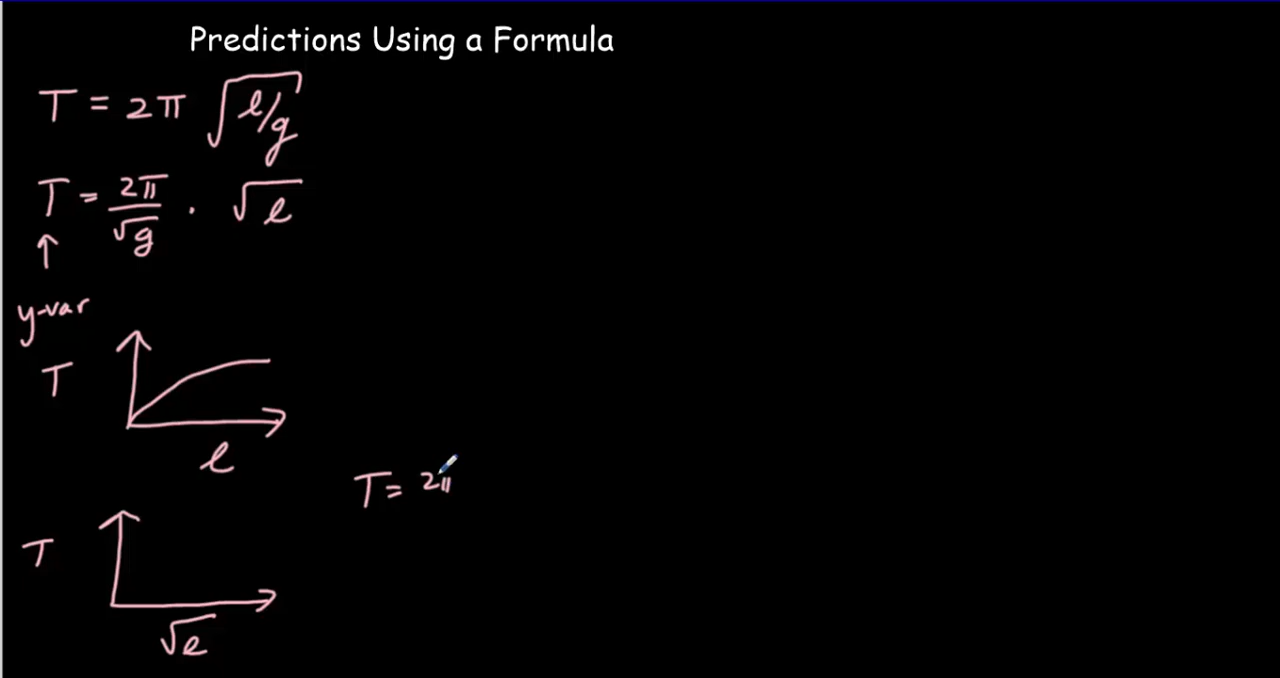 Predictions Using a Formula
T = 2π √l/g
T = 2π/√g · √l
↑
y-var
T
l
T = 2π
T
√l